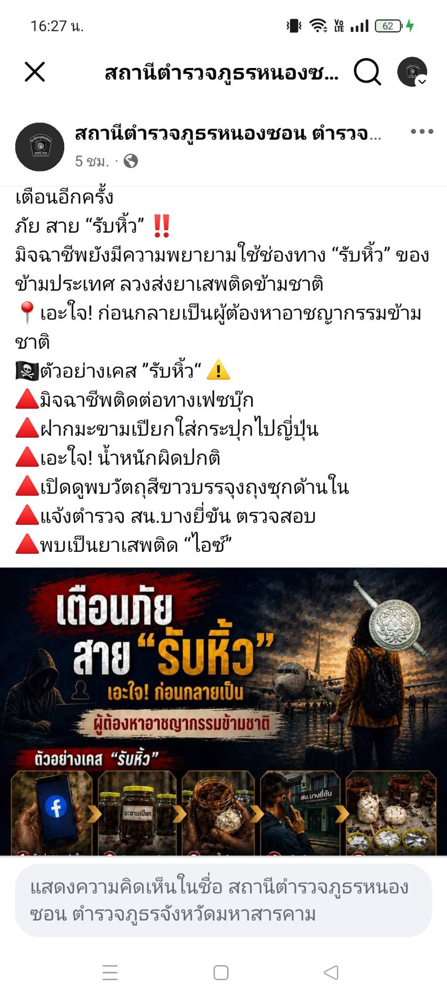 16:27 น.
Vo LTE
62
สถานีตำรวจภูธรหนองซ...
สถานีตำรวจภูธรหนองซอน ตำรวจ...
5 ชม. ·
เตือนอีกครั้ง
ภัย สาย “รับหิ้ว” ‼️
มิจฉาชีพยังมีความพยายามใช้ช่องทาง “รับหิ้ว” ของ
ข้ามประเทศ ลวงส่งยาเสพติดข้ามชาติ
📍เอะใจ! ก่อนกลายเป็นผู้ต้องหาอาชญากรรมข้าม
ชาติ
🏴‍☠️ตัวอย่างเคส ”รับหิ้ว“ ⚠️
🔺มิจฉาชีพติดต่อทางเฟซบุ๊ก
🔺ฝากมะขามเปียกใส่กระปุกไปญี่ปุ่น
🔺เอะใจ! น้ำหนักผิดปกติ
🔺เปิดดูพบวัตถุสีขาวบรรจุงถุงซุกด้านใน
🔺แจ้งตำรวจ สน.บางยี่ขัน ตรวจสอบ
🔺พบเป็นยาเสพติด “ไอซ์”
เตือนภัย
สาย “รับหิ้ว”
เอะใจ! ก่อนกลายเป็น
ผู้ต้องหาอาชญากรรมข้ามชาติ
ตัวอย่างเคส “รับหิ้ว”
f
มะขามเปียก
สน.บางยี่ขัน
แสดงความคิดเห็นในชื่อ สถานีตำรวจภูธรหนอง
ซอน ตำรวจภูธรจังหวัดมหาสารคาม